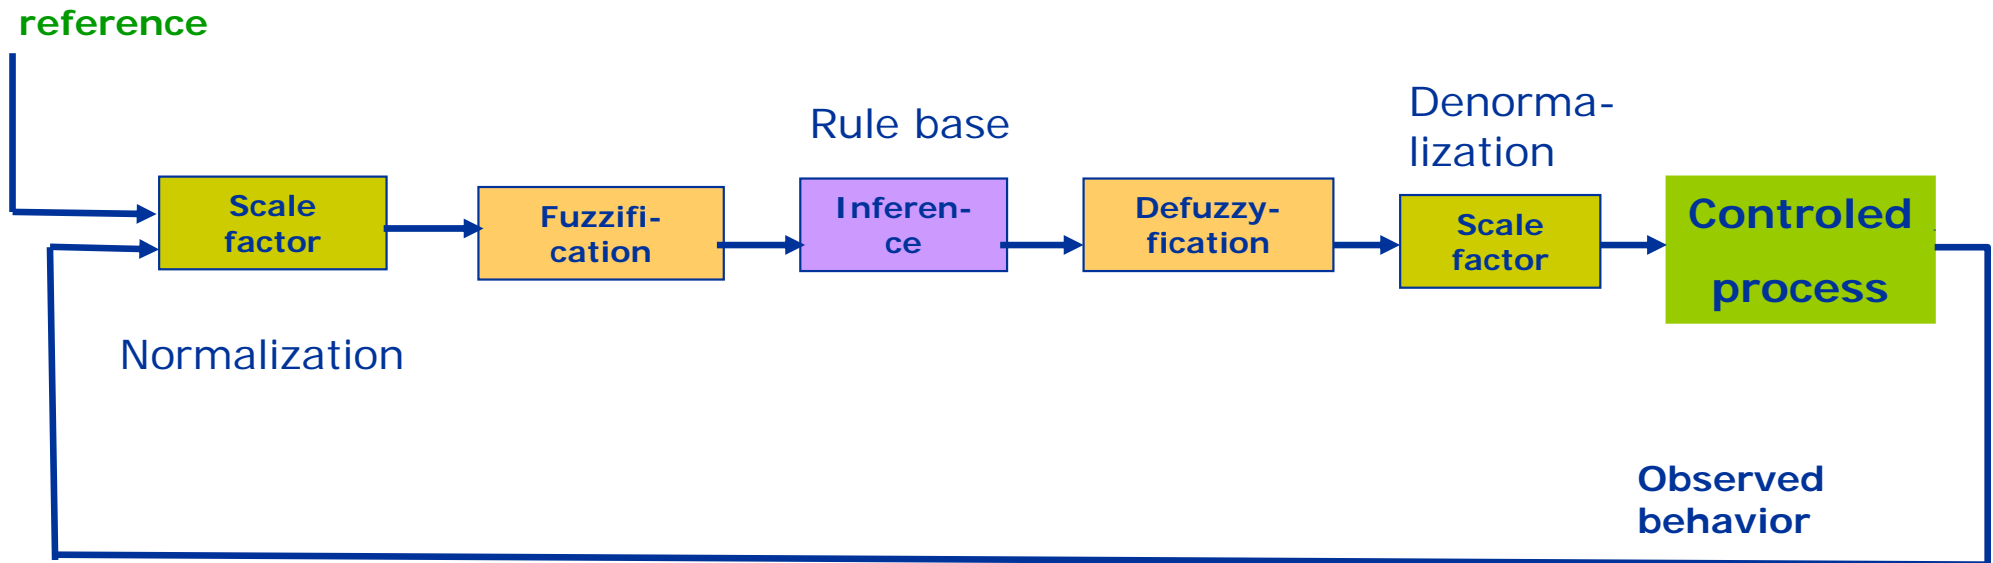 reference
Denorma-
lization
Rule base
Scale
factor
Fuzzifi-
cation
Inferen-
ce
Defuzzy-
fication
Scale
factor
Controled
process
Normalization
Observed
behavior